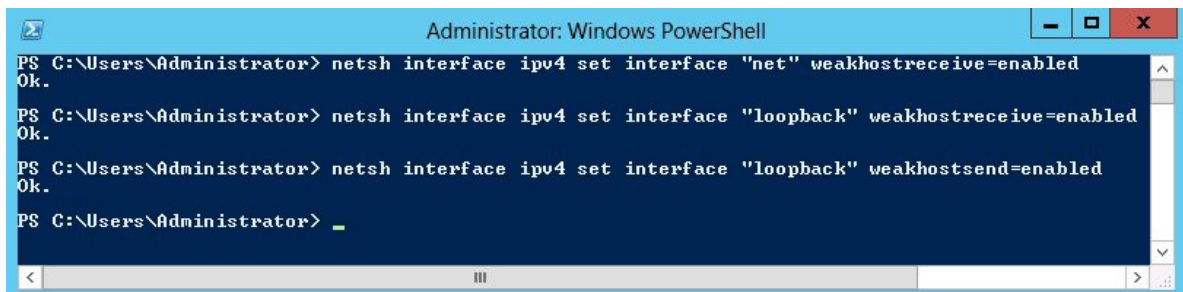 Administrator: Windows PowerShell
PS C:\Users\Administrator> netsh interface ipv4 set interface "net" weakhostreceive=enabled
Ok.
PS C:\Users\Administrator> netsh interface ipv4 set interface "loopback" weakhostreceive=enabled
Ok.
PS C:\Users\Administrator> netsh interface ipv4 set interface "loopback" weakhostsend=enabled
Ok.
PS C:\Users\Administrator> _